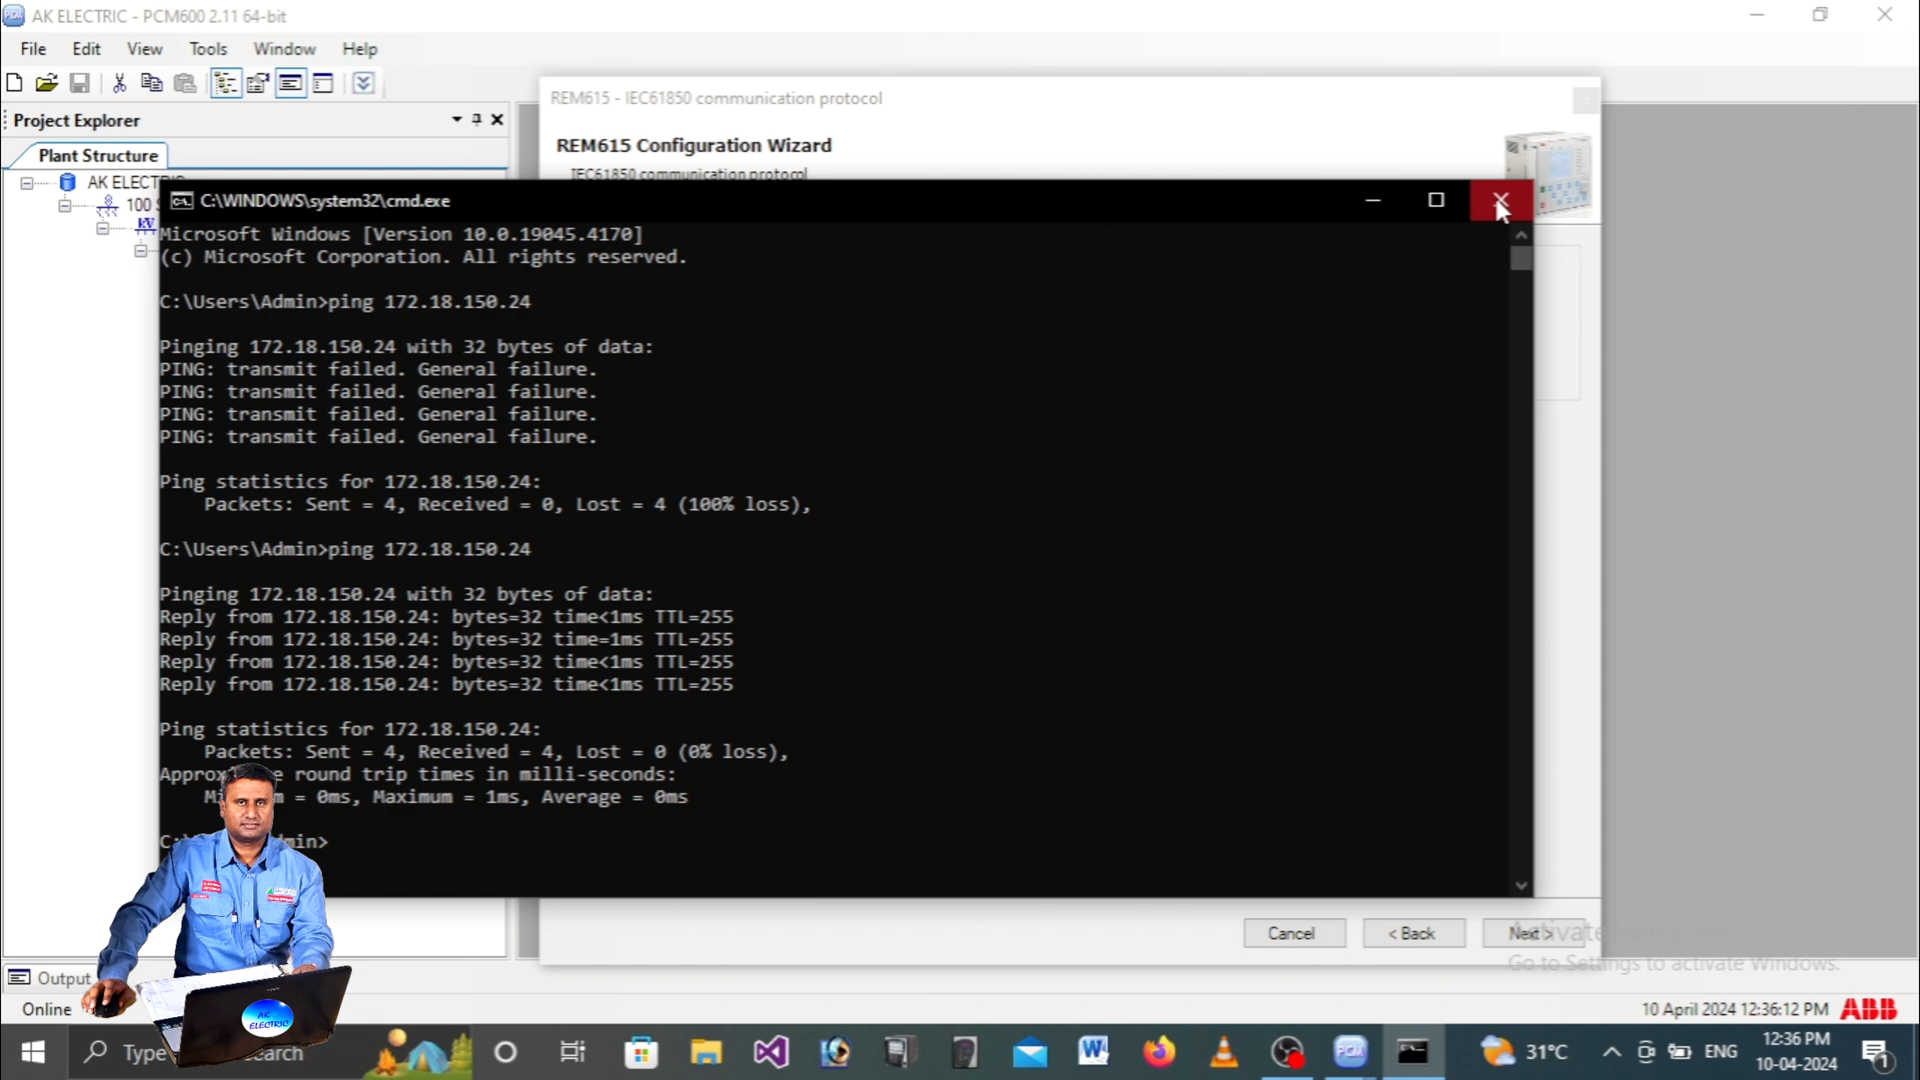 AK ELECTRIC - PCM600 2.11 64-bit
File Edit View Tools Window Help
Project Explorer
Plant Structure
AK ELECTRIC
100
kV
REM615 - IEC61850 communication protocol
REM615 Configuration Wizard
IEC61850 communication protocol
C:\WINDOWS\system32\cmd.exe
Microsoft Windows [Version 10.0.19045.4170]
(c) Microsoft Corporation. All rights reserved.
C:\Users\Admin>ping 172.18.150.24
Pinging 172.18.150.24 with 32 bytes of data:
PING: transmit failed. General failure.
PING: transmit failed. General failure.
PING: transmit failed. General failure.
PING: transmit failed. General failure.
Ping statistics for 172.18.150.24:
Packets: Sent = 4, Received = 0, Lost = 4 (100% loss),
C:\Users\Admin>ping 172.18.150.24
Pinging 172.18.150.24 with 32 bytes of data:
Reply from 172.18.150.24: bytes=32 time<1ms TTL=255
Reply from 172.18.150.24: bytes=32 time=1ms TTL=255
Reply from 172.18.150.24: bytes=32 time<1ms TTL=255
Reply from 172.18.150.24: bytes=32 time<1ms TTL=255
Ping statistics for 172.18.150.24:
Packets: Sent = 4, Received = 4, Lost = 0 (0% loss),
Approximate round trip times in milli-seconds:
Minimum = 0ms, Maximum = 1ms, Average = 0ms
C:\Users\Admin>
Cancel < Back Next >
Activate Windows
Go to Settings to activate Windows.
Output
Online
10 April 2024 12:36:12 PM ABB
AK
ELECTRIC
Type here to search
31°C
ENG
12:36 PM
10-04-2024
1